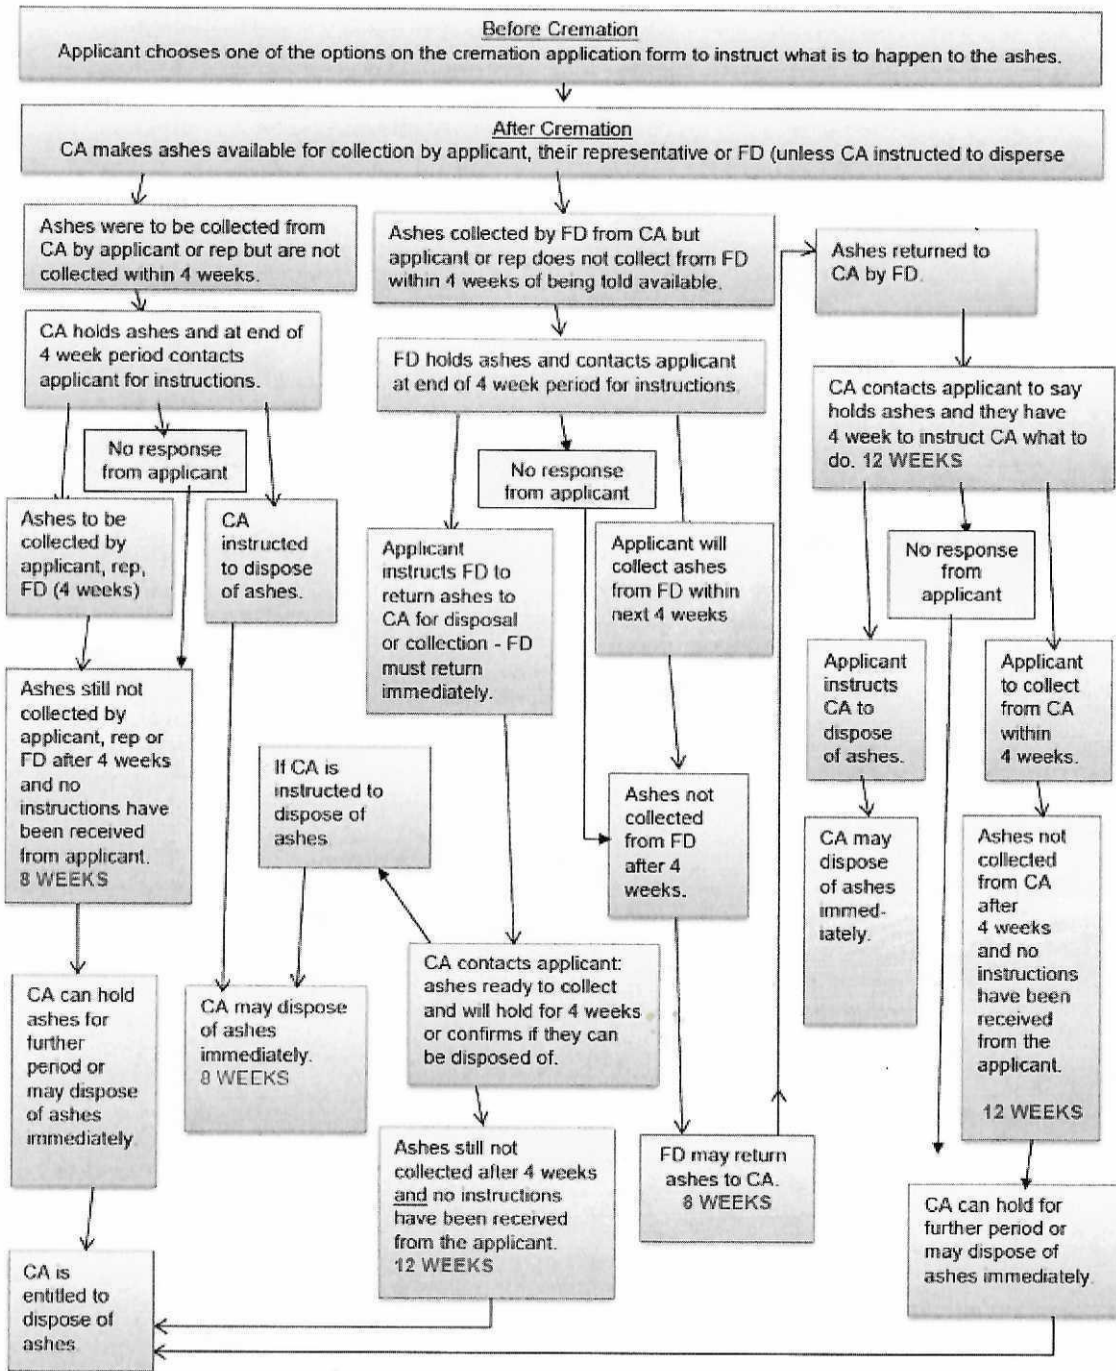 Before Cremation
Applicant chooses one of the options on the cremation application form to instruct what is to happen to the ashes.
After Cremation
CA makes ashes available for collection by applicant, their representative or FD (unless CA instructed to disperse
Ashes were to be collected from
CA by applicant or rep but are not
collected within 4 weeks.
CA holds ashes and at end of
4 week period contacts
applicant for instructions.
No response
from applicant
Ashes to be
collected by
applicant, rep,
FD (4 weeks)
CA
instructed
to dispose
of ashes.
Ashes still not
collected by
applicant, rep or
FD after 4 weeks
and no
instructions have
been received
from applicant.
8 WEEKS
CA can hold
ashes for
further
period or
may dispose
of ashes
immediately.
CA may dispose
of ashes
immediately.
8 WEEKS
CA is
entitled to
dispose of
ashes.
Ashes collected by FD from CA but
applicant or rep does not collect from FD
within 4 weeks of being told available.
FD holds ashes and contacts applicant
at end of 4 week period for instructions.
No response
from applicant
Applicant
instructs FD to
return ashes to
CA for disposal
or collection - FD
must return
immediately.
Applicant will
collect ashes
from FD within
next 4 weeks
If CA is
instructed to
dispose of
ashes
Ashes not
collected
from FD
after 4
weeks.
CA contacts applicant:
ashes ready to collect
and will hold for 4 weeks
or confirms if they can
be disposed of.
Ashes still not
collected after 4 weeks
and no instructions
have been received
from the applicant.
12 WEEKS
FD may return
ashes to CA.
8 WEEKS
Ashes returned to
CA by FD.
CA contacts applicant to say
holds ashes and they have
4 week to instruct CA what to
do. 12 WEEKS
No response
from
applicant
Applicant
instructs
CA to
dispose
of ashes.
Applicant
to collect
from CA
within
4 weeks.
CA may
dispose
of ashes
immed-
iately.
Ashes not
collected
from CA
after
4 weeks
and no
instructions
have been
received
from the
applicant.
12 WEEKS
CA can hold for
further period or
may dispose of
ashes immediately.